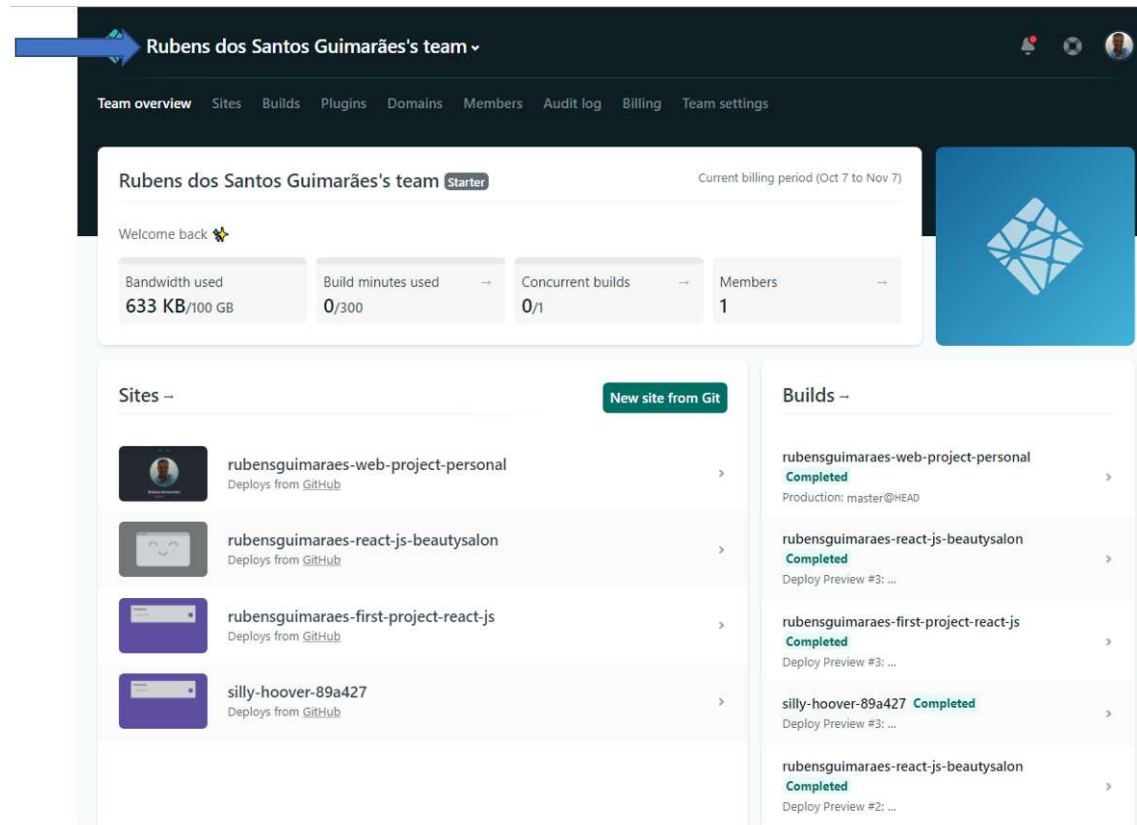 Rubens dos Santos Guimarães's team
Team overview Sites Builds Plugins Domains Members Audit log Billing Team settings
Rubens dos Santos Guimarães's team Starter
Current billing period (Oct 7 to Nov 7)
Welcome back
Bandwidth used
633 KB/100 GB
Build minutes used →
0/300
Concurrent builds →
0/1
Members →
1
Sites →
New site from Git
rubensguimaraes-web-project-personal
Deploys from GitHub
rubensguimaraes-react-js-beautysalon
Deploys from GitHub
rubensguimaraes-first-project-react-js
Deploys from GitHub
silly-hoover-89a427
Deploys from GitHub
Builds →
rubensguimaraes-web-project-personal
Completed
Production: master@HEAD
rubensguimaraes-react-js-beautysalon
Completed
Deploy Preview #3: ...
rubensguimaraes-first-project-react-js
Completed
Deploy Preview #3: ...
silly-hoover-89a427 Completed
Deploy Preview #3: ...
rubensguimaraes-react-js-beautysalon
Completed
Deploy Preview #2: ...